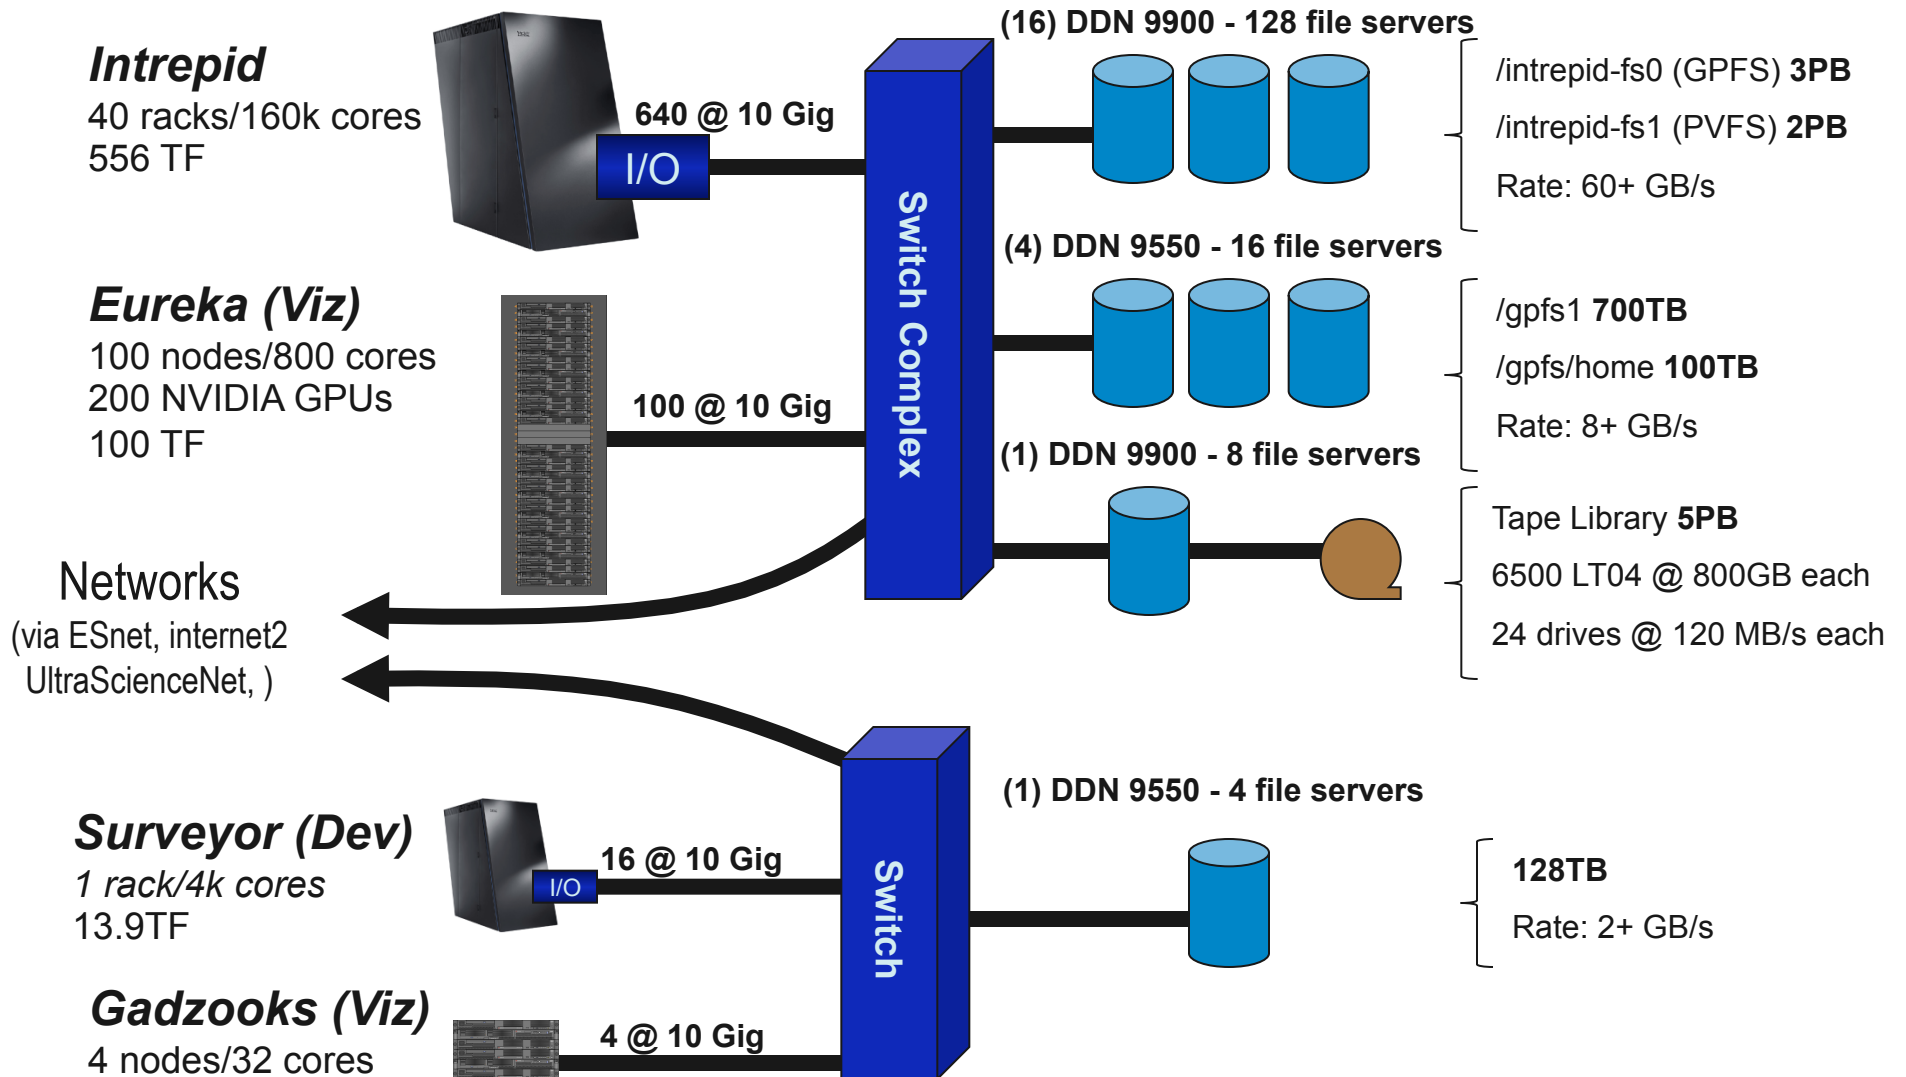 Intrepid
40 racks/160k cores
556 TF
640 @ 10 Gig
I/O
Switch Complex
(16) DDN 9900 - 128 file servers
/intrepid-fs0 (GPFS) 3PB
/intrepid-fs1 (PVFS) 2PB
Rate: 60+ GB/s
Eureka (Viz)
100 nodes/800 cores
200 NVIDIA GPUs
100 TF
100 @ 10 Gig
(4) DDN 9550 - 16 file servers
/gpfs1 700TB
/gpfs/home 100TB
Rate: 8+ GB/s
(1) DDN 9900 - 8 file servers
Tape Library 5PB
6500 LT04 @ 800GB each
24 drives @ 120 MB/s each
Networks
(via ESnet, internet2
UltraScienceNet, )
Surveyor (Dev)
1 rack/4k cores
13.9TF
16 @ 10 Gig
I/O
Switch
(1) DDN 9550 - 4 file servers
128TB
Rate: 2+ GB/s
Gadzooks (Viz)
4 nodes/32 cores
4 @ 10 Gig